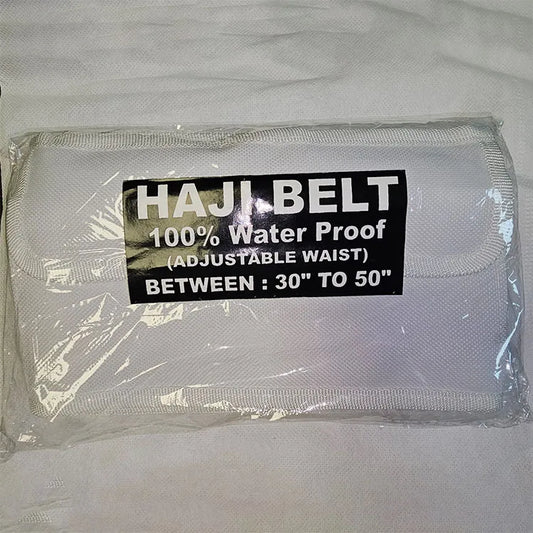 HAJI BELT
100% Water Proof
(ADJUSTABLE WAIST)
BETWEEN : 30" TO 50"